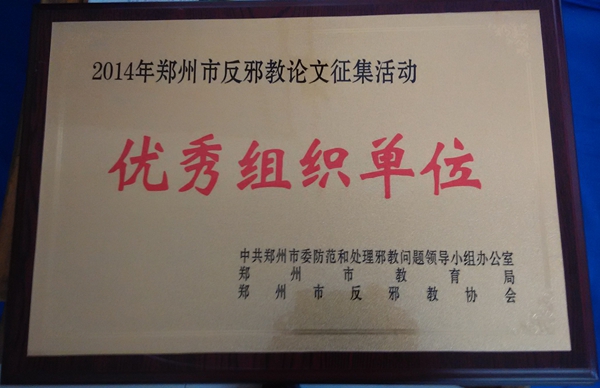 2014年郑州市反邪教论文征集活动
优秀组织单位
中共郑州市委防范和处理邪教问题领导小组办公室
郑州市教育局
郑州市反邪教协会